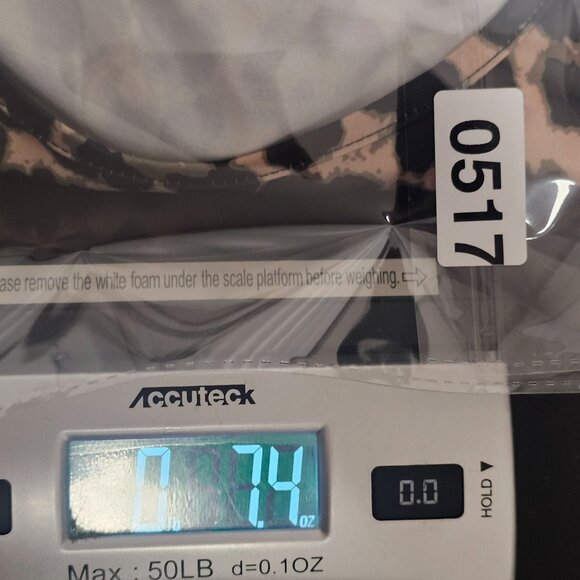 0517
ase remove the white foam under the scale platform before weighing.
ACCUTECK
0 7.4 OZ
0.0
HOLD
Max : 50LB d=0.1OZ